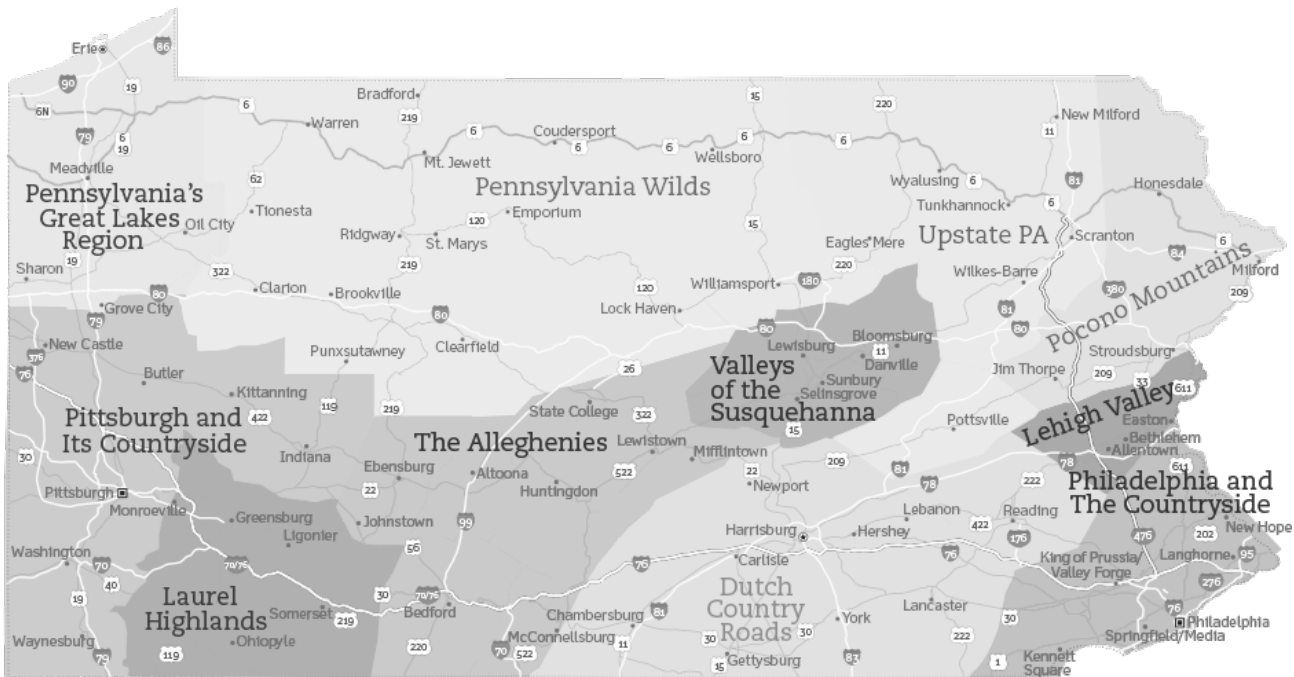 Erie
86
90
19
Bradford
15
220
6N
6
219
New Milford
Warren
6
Coudersport
11
79
6
19
6
6
6
Mt. Jewett
Wellsboro
Meadville
62
Pennsylvania Wilds
Wyalusing
6
81
Honesdale
Pennsylvania's
Great Lakes
Region
Tionesta
Emporium
Tunkhannock
6
Oil City
120
15
Ridgway
St. Marys
Eagles Mere
Upstate PA
Scranton
6
84
19
Sharon
322
219
220
Wilkes-Barre
Milford
Williamsport
180
Clarion
Brookville
120
380
209
80
Grove City
Lock Haven
81
Pocono Mountains
79
80
80
80
New Castle
376
Punxsutawney
Clearfield
Lewisburg
Bloomsburg
11
Danville
Stroudsburg
76
Butler
26
Valleys
of the
Susquehanna
Sunbury
Selinsgrove
Jim Thorpe
209
33
611
Kittanning
119
219
State College
322
Pittsburgh and
Its Countryside
422
15
Pottsville
Lehigh Valley
Easton
Bethlehem
Allentown
The Alleghenies
Lewistown
30
Indiana
Mifflintown
209
81
78
611
Ebensburg
Altoona
522
22
78
222
Philadelphia and
The Countryside
Pittsburgh
22
Huntingdon
Newport
Monroeville
Greensburg
Johnstown
99
Lebanon
Reading
New Hope
Ligonier
Harrisburg
Hershey
422
176
476
202
Washington
56
76
Carlisle
76
King of Prussia/
Valley Forge
Langhorne
95
70
70/76
40
276
19
Laurel
Highlands
30
70/76
Dutch
Country
Roads
Somerset
219
Bedford
Chambersburg
81
Lancaster
76
York
30
Philadelphia
Waynesburg
McConnellsburg
11
30
30
222
Springfield/Media
79
119
Ohiopyle
220
70
522
15
Gettysburg
83
1
Kennett
Square